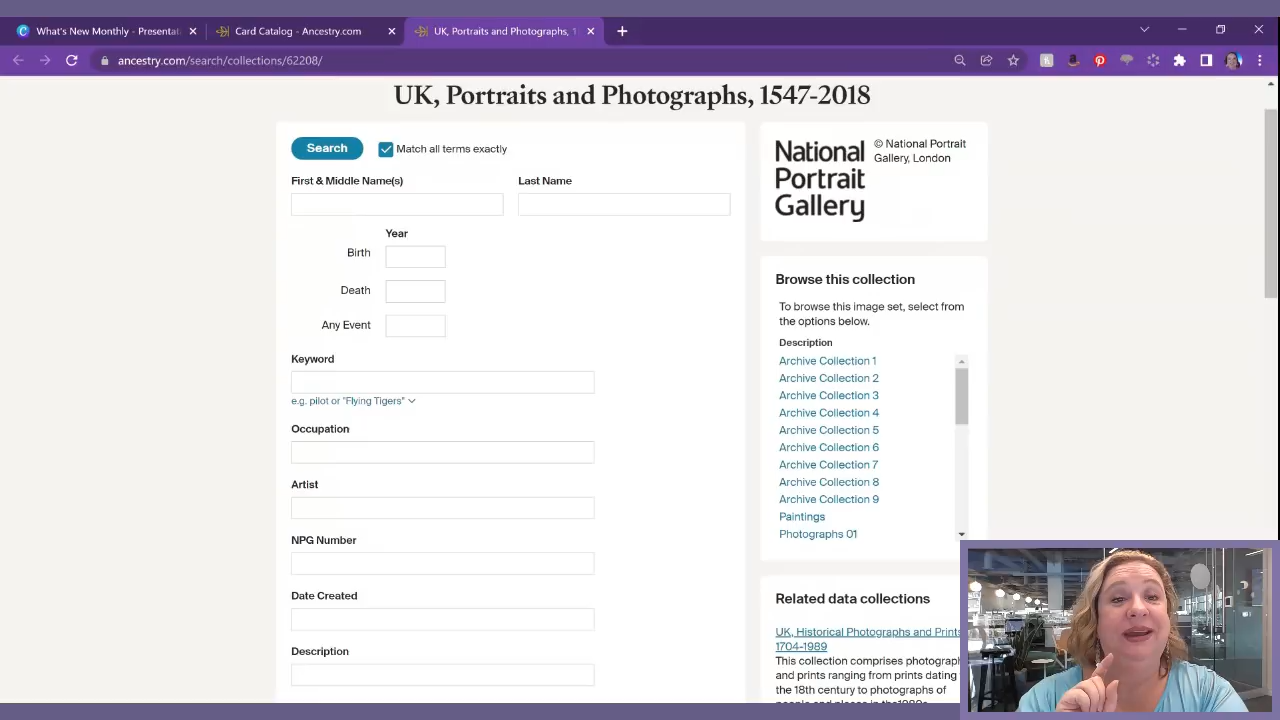 What's New Monthly - Presentat
Card Catalog - Ancestry.com
UK, Portraits and Photographs, 1
ancestry.com/search/collections/62208/
UK, Portraits and Photographs, 1547-2018
Search
Match all terms exactly
First & Middle Name(s)
Last Name
Year
Birth
Death
Any Event
Keyword
e.g. pilot or "Flying Tigers"
Occupation
Artist
NPG Number
Date Created
Description
National
Portrait
Gallery
© National Portrait
Gallery, London
Browse this collection
To browse this image set, select from
the options below.
Description
Archive Collection 1
Archive Collection 2
Archive Collection 3
Archive Collection 4
Archive Collection 5
Archive Collection 6
Archive Collection 7
Archive Collection 8
Archive Collection 9
Paintings
Photographs 01
Related data collections
UK, Historical Photographs and Prints
1704-1989
This collection comprises photograph
and prints ranging from prints dating
the 18th century to photographs of